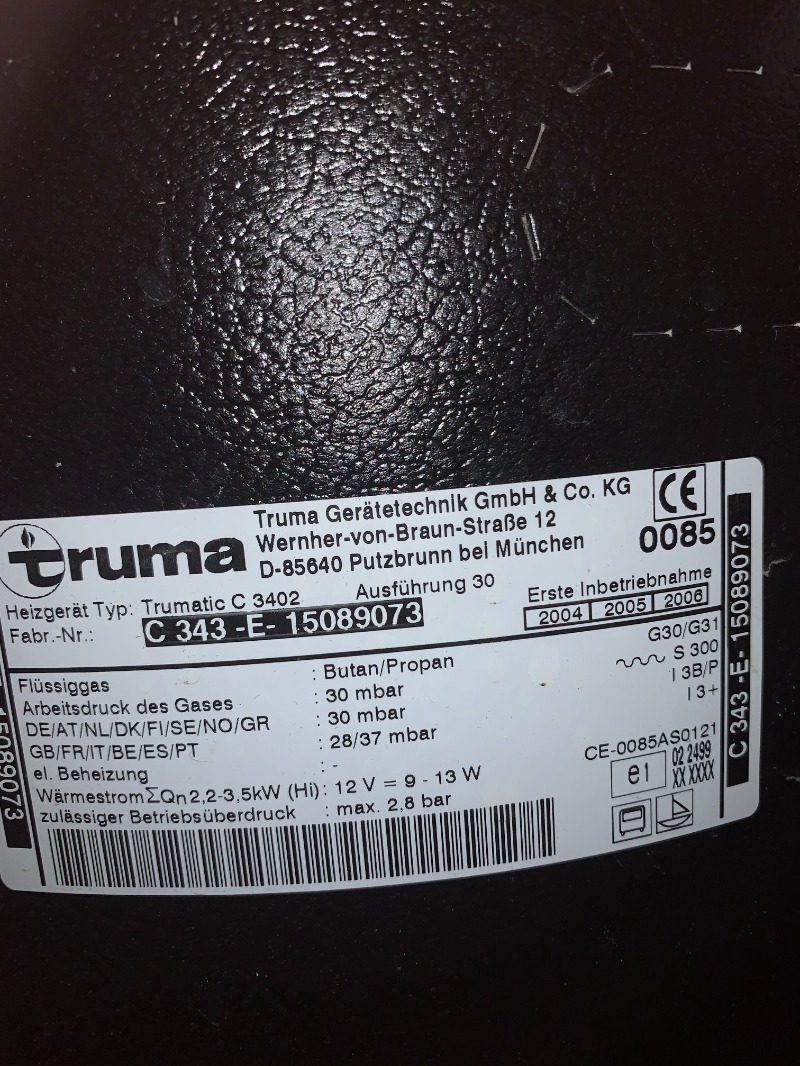 truma
Truma Gerätetechnik GmbH & Co. KG
Wernher-von-Braun-Straße 12
D-85640 Putzbrunn bei München
CE
0085
Heizgerät Typ: Trumatic C 3402 Ausführung 30
Fabr.-Nr.: C 343 -E- 15089073
Erste Inbetriebnahme
2004 2005 2006
Flüssiggas : Butan/Propan
Arbeitsdruck des Gases : 30 mbar
DE/AT/NL/DK/FI/SE/NO/GR : 30 mbar
GB/FR/IT/BE/ES/PT : 28/37 mbar
el. Beheizung : -
Wärmestrom ΣQn 2,2-3,5kW (Hi) : 12 V = 9 - 13 W
zulässiger Betriebsüberdruck : max. 2,8 bar
G30/G31
S 300
I 3B/P
I 3+
CE-0085AS0121
e1 02 2499
XX XXXX
C 343 -E- 15089073
15089073